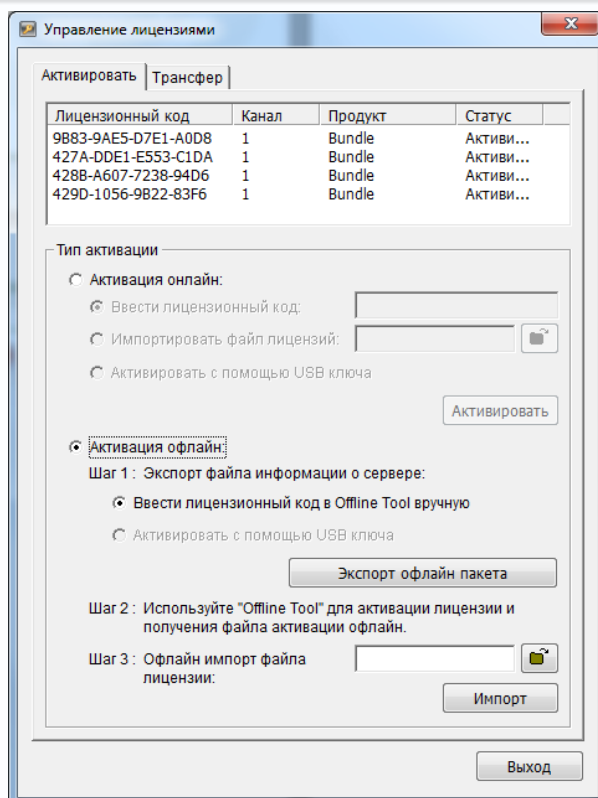 Управление лицензиями
Активировать Трансфер
Лицензионный код Канал Продукт Статус
9B83-9AE5-D7E1-A0D8 1 Bundle Активи...
427A-DDE1-E553-C1DA 1 Bundle Активи...
428B-A607-7238-94D6 1 Bundle Активи...
429D-1056-9B22-83F6 1 Bundle Активи...
Тип активации
Активация онлайн:
Ввести лицензионный код:
Импортировать файл лицензий:
Активировать с помощью USB ключа
Активировать
Активация офлайн:
Шаг 1 : Экспорт файла информации о сервере:
Ввести лицензионный код в Offline Tool вручную
Активировать с помощью USB ключа
Экспорт офлайн пакета
Шаг 2 : Используйте "Offline Tool" для активации лицензии и
получения файла активации офлайн.
Шаг 3 : Офлайн импорт файла
лицензии:
Импорт
Выход